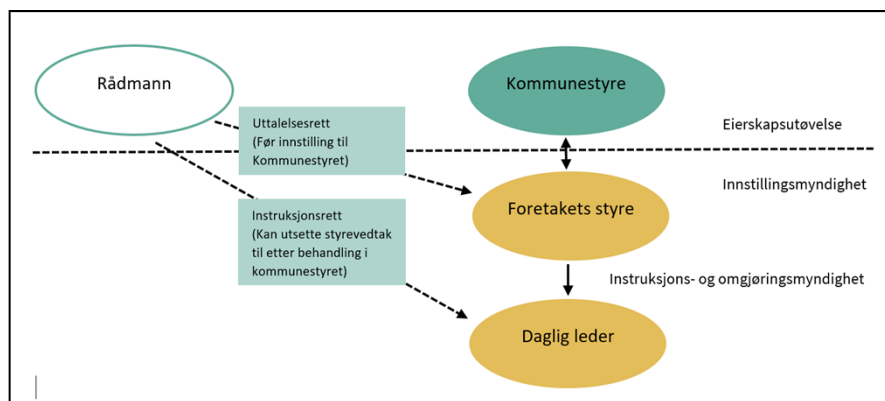 Rådmann
Kommunestyre
Uttalelsesrett
(Før innstilling til
Kommunestyret)
Eierskapsutøvelse
Innstillingsmyndighet
Foretakets styre
Instruksjonsrett
(Kan utsette styrevedtak
til etter behandling i
kommunestyret)
Instruksjons- og omgjøringsmyndighet
Daglig leder